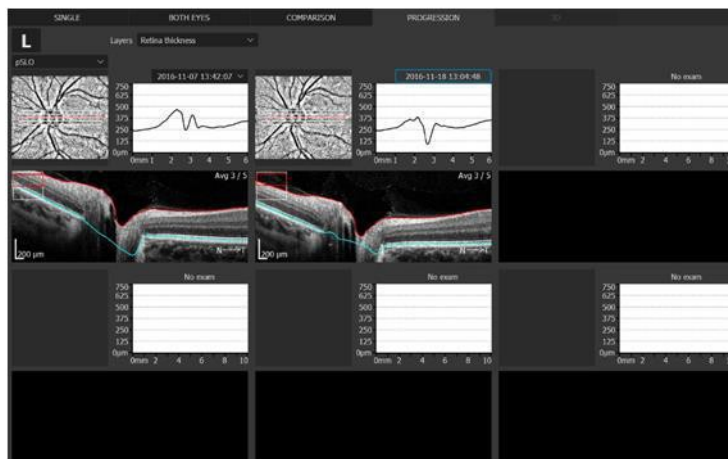 SINGLE BOTH EYES COMPARISON PROGRESSION 3D
L Layers Retina thickness
pSLO
2016-11-07 13:42:07
750
625
500
375
250
125
0µm
0mm 1 2 3 4 5 6
2016-11-18 13:04:48
750
625
500
375
250
125
0µm
0mm 1 2 3 4 5 6
No exam
750
625
500
375
250
125
0µm
0mm 2 4 6 8
Avg 3 / 5
200 µm
N T
Avg 3 / 5
200 µm
N T
No exam
750
625
500
375
250
125
0µm
0mm 2 4 6 8 10
No exam
750
625
500
375
250
125
0µm
0mm 2 4 6 8 10
No exam
750
625
500
375
250
125
0µm
0mm 2 4 6 8